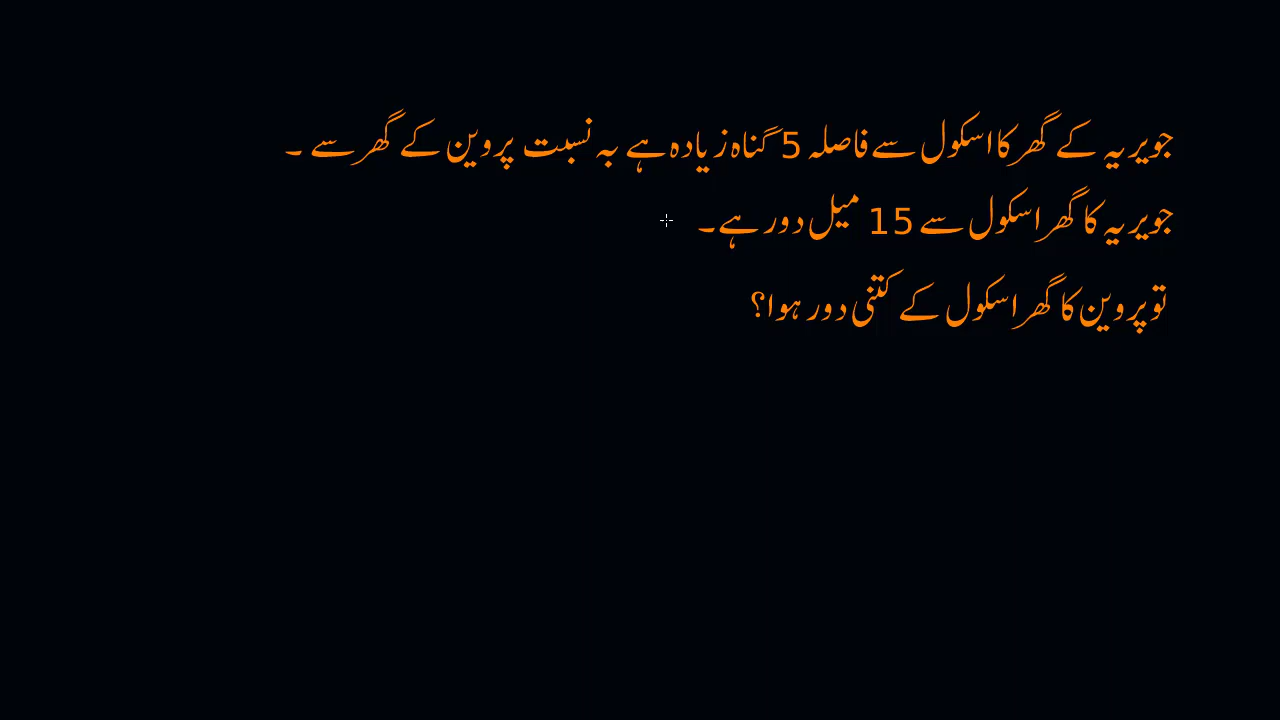 جویریہ کے گھر کا اسکول سے فاصلہ 5 گناہ زیادہ ہے بہ نسبت پروین کے گھر سے ۔
جویریہ کا گھر اسکول سے 15 میل دور ہے۔
تو پروین کا گھر اسکول کے کتنی دور ہوا؟